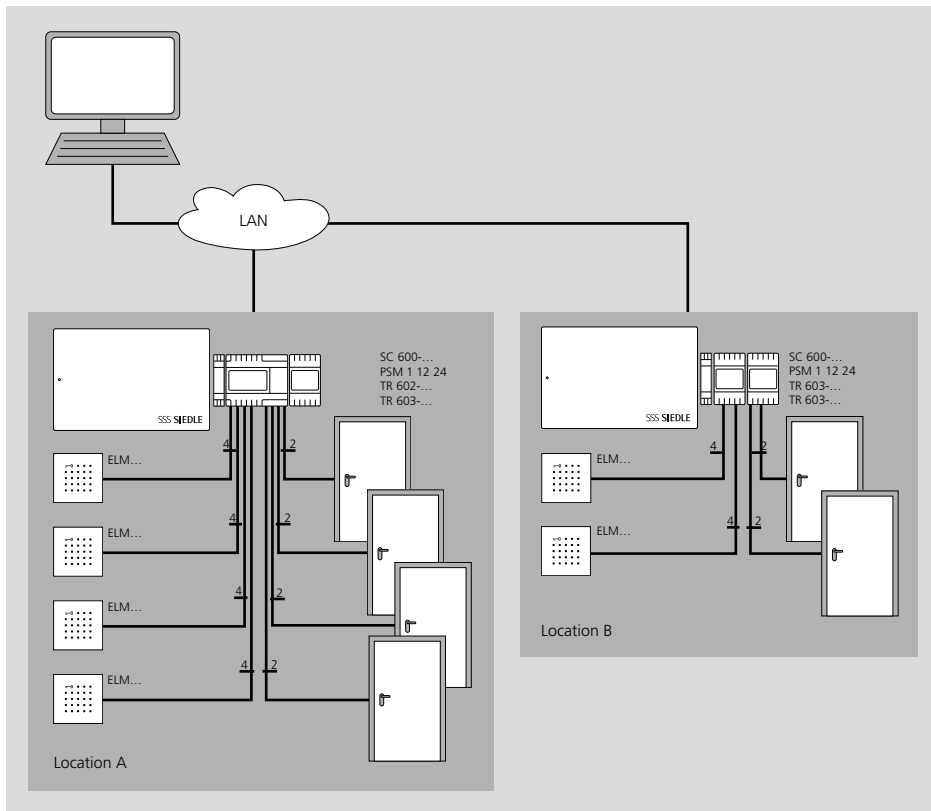 LAN
SC 600-...
PSM 1 12 24
TR 602-...
TR 603-...
SSS SIEDLE
4
2
ELM...
4
2
ELM...
4
2
ELM...
4
2
ELM...
Location A
SC 600-...
PSM 1 12 24
TR 603-...
TR 603-...
SSS SIEDLE
4
2
ELM...
4
2
ELM...
Location B